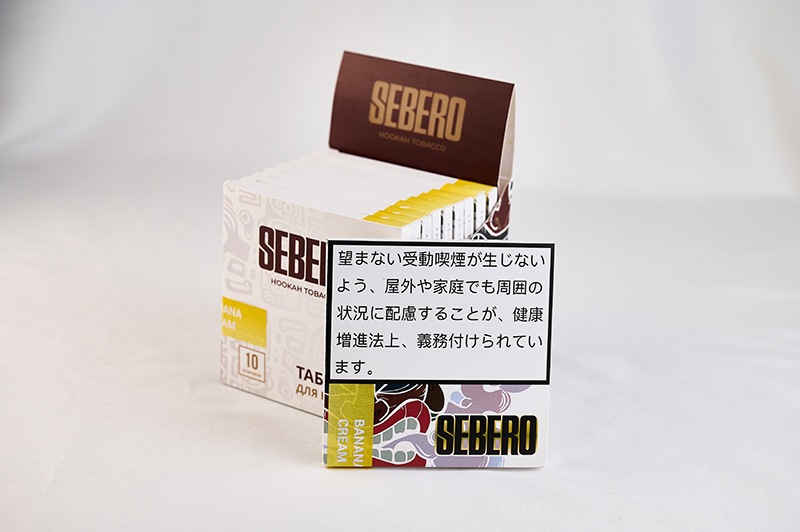 SEBERO
HOOKAH TOBACCO
SEBE
HOOKAH TOBA
ANA
AM
10
ТАБ
ДЛЯ
望まない受動喫煙が生じない
よう、屋外や家庭でも周囲の
状況に配慮することが、健康
増進法上、義務付けられてい
ます。
BANANA
CREAM
SEBERO